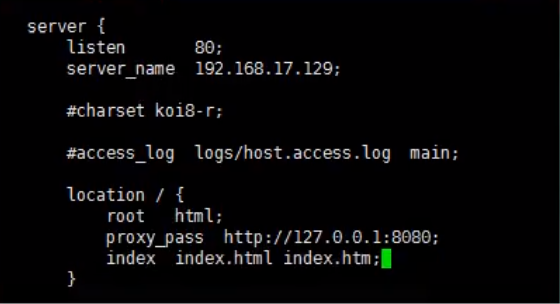 server {
listen 80;
server_name 192.168.17.129;
#charset koi8-r;
#access_log logs/host.access.log main;
location / {
root html;
proxy_pass http://127.0.0.1:8080;
index index.html index.htm;
}